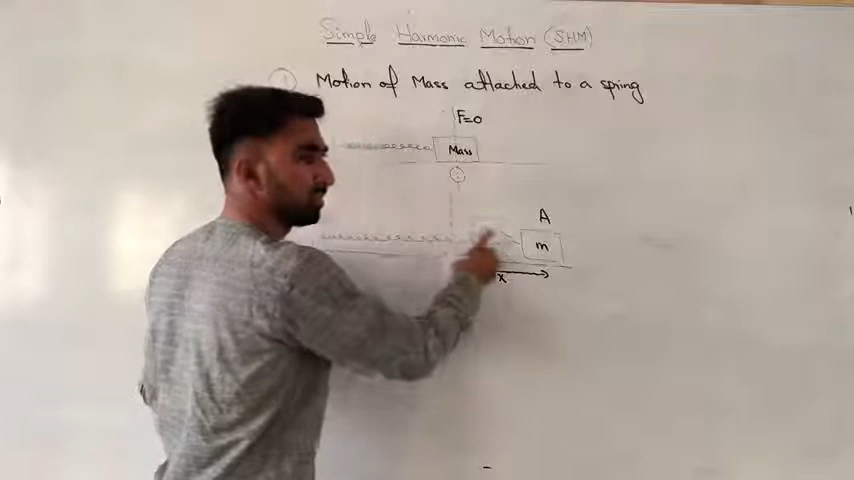 Simple Harmonic Motion (SHM)
1 Motion of Mass attached to a spring
F=0
Mass
A
m
x